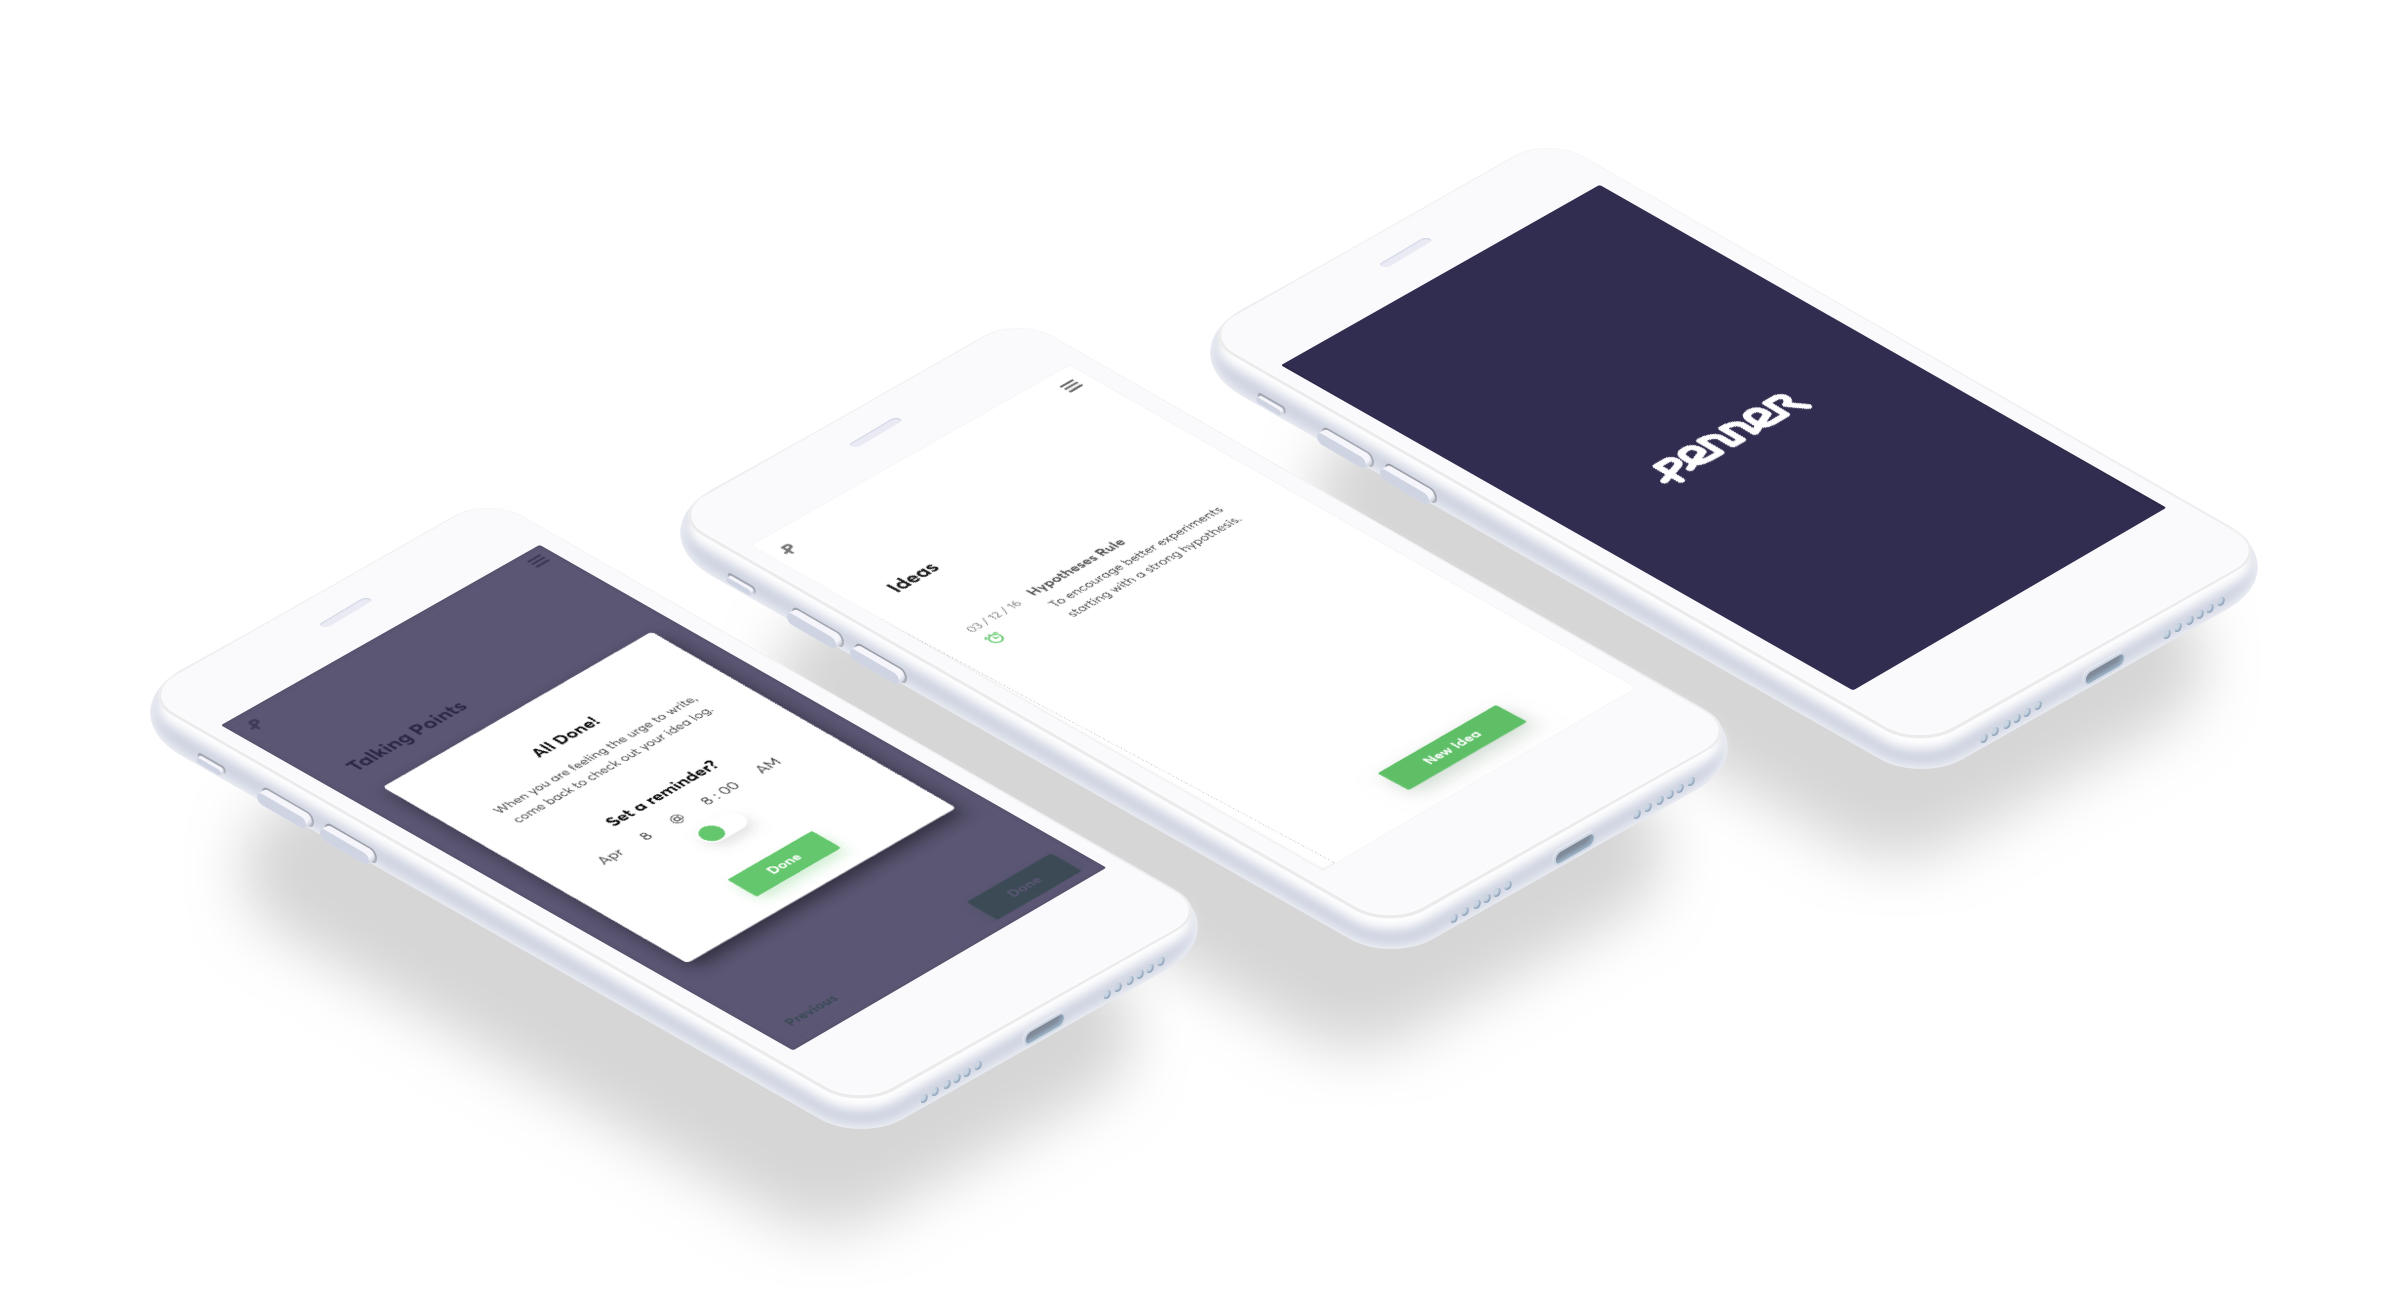 Talking Points
All Done!
When you are feeling the urge to write,
come back to check out your idea log.
Set a reminder?
Apr 8 @ 8:00 AM
Done
Done
Previous
Ideas
03 / 12 / 16 Hypotheses Rule
To encourage better experiments
starting with a strong hypothesis.
New Idea
Penner